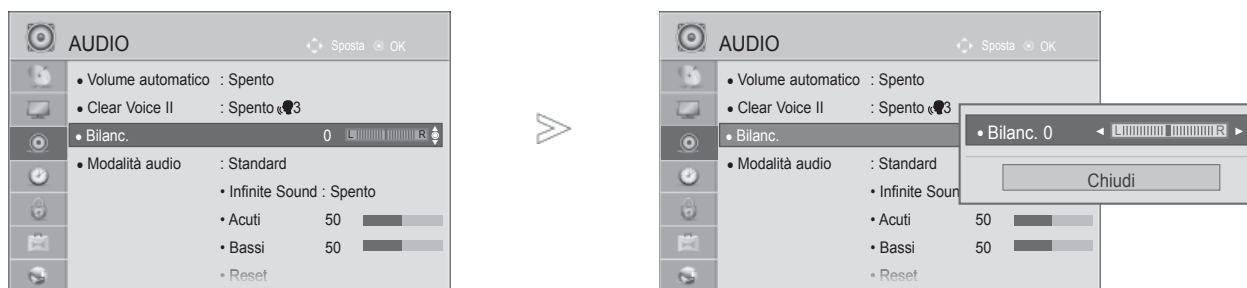 AUDIO
Sposta OK
• Volume automatico : Spento
• Clear Voice II : Spento 3
• Bilanc. 0 L R
• Modalità audio : Standard
• Infinite Sound : Spento
• Acuti 50
• Bassi 50
• Reset
AUDIO
Sposta OK
• Volume automatico : Spento
• Clear Voice II : Spento 3
• Bilanc.
• Modalità audio : Standard
• Infinite Soun
• Acuti 50
• Bassi 50
• Reset
• Bilanc. 0 ◄ L R ►
Chiudi